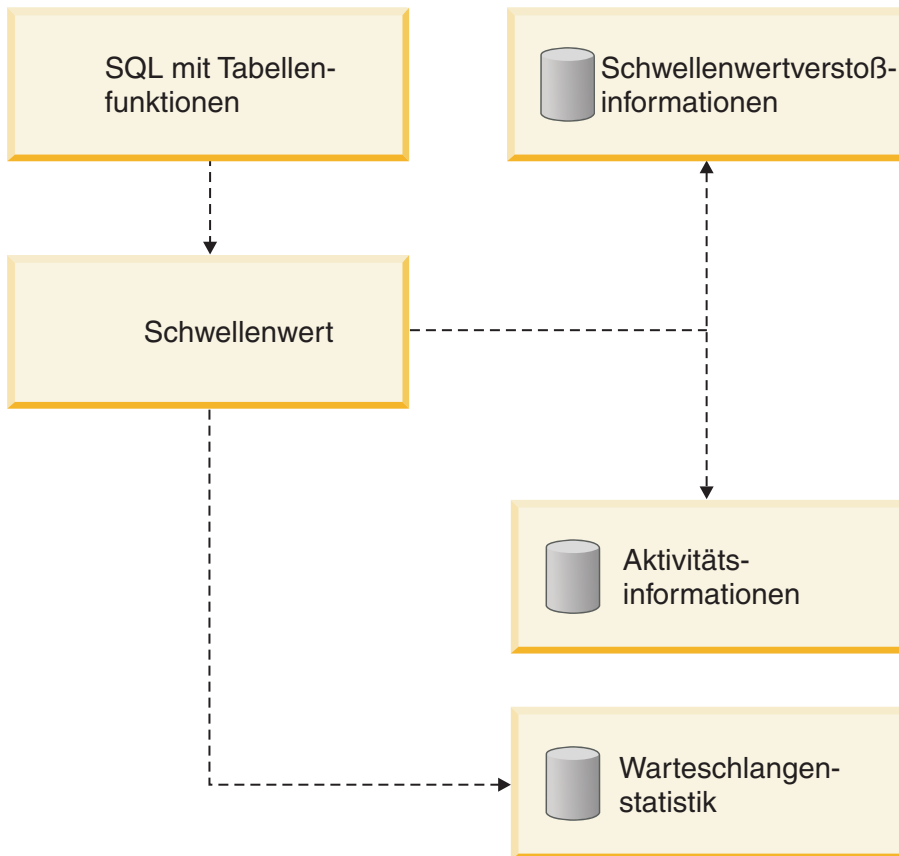 SQL mit Tabellen-
funktionen
Schwellenwertverstoß-
informationen
Schwellenwert
Aktivitäts-
informationen
Warteschlangen-
statistik